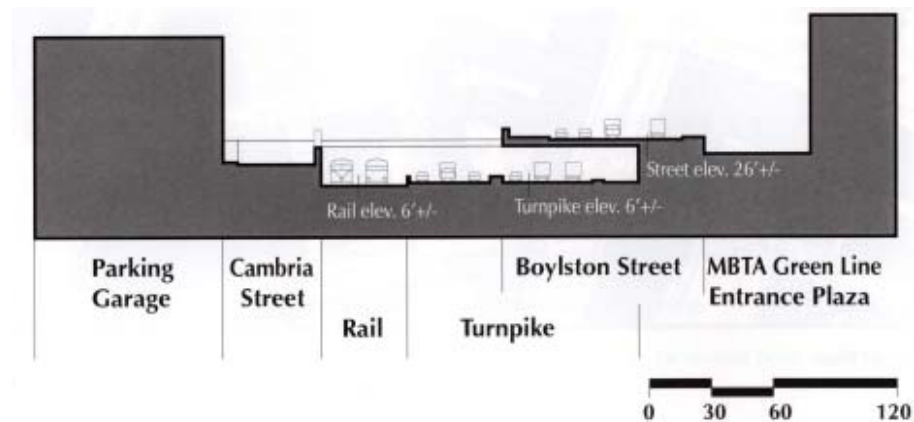 Street elev. 26'+/-
Rail elev. 6'+/-
Turnpike elev. 6'+/-
Parking
Garage
Cambria
Street
Boylston Street
MBTA Green Line
Entrance Plaza
Rail
Turnpike
0 30 60 120